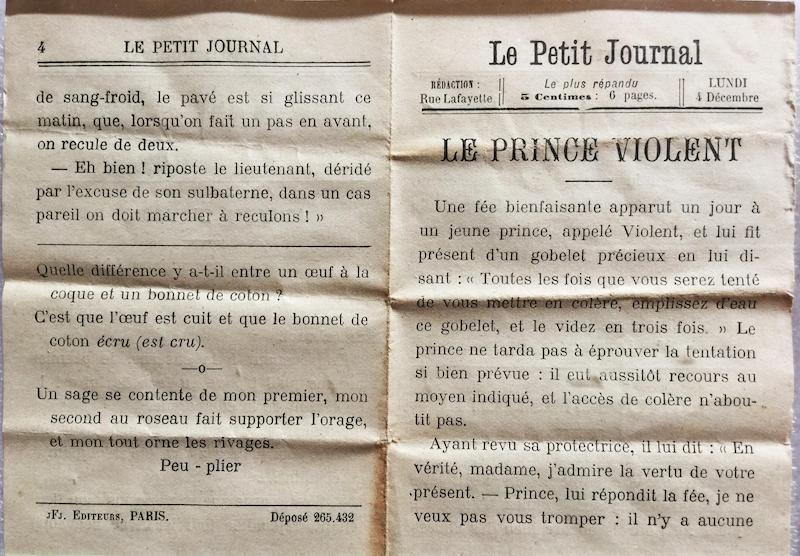 4 LE PETIT JOURNAL
de sang-froid, le pavé est si glissant ce
matin, que, lorsqu'on fait un pas en avant,
on recule de deux.
— Eh bien ! riposte le lieutenant, déridé
par l'excuse de son sulbaterne, dans un cas
pareil on doit marcher à reculons ! »
Quelle différence y a-t-il entre un œuf à la
coque et un bonnet de coton ?
C'est que l'œuf est cuit et que le bonnet de
coton écru (est cru).
—o—
Un sage se contente de mon premier, mon
second au roseau fait supporter l'orage,
et mon tout orne les rivages.
Peu - plier
JFJ. EDITEURS, PARIS. Déposé 265.432
Le Petit Journal
RÉDACTION :
Rue Lafayette
Le plus répandu
5 Centimes : 6 pages.
LUNDI
4 Décembre
LE PRINCE VIOLENT
Une fée bienfaisante apparut un jour à
un jeune prince, appelé Violent, et lui fit
présent d'un gobelet précieux en lui di-
sant : « Toutes les fois que vous serez tenté
de vous mettre en colère, emplissez d'eau
ce gobelet, et le videz en trois fois. » Le
prince ne tarda pas à éprouver la tentation
si bien prévue : il eut aussitôt recours au
moyen indiqué, et l'accès de colère n'abou-
tit pas.
Ayant revu sa protectrice, il lui dit : « En
vérité, madame, j'admire la vertu de votre
présent. — Prince, lui répondit la fée, je ne
veux pas vous tromper : il n'y a aucune